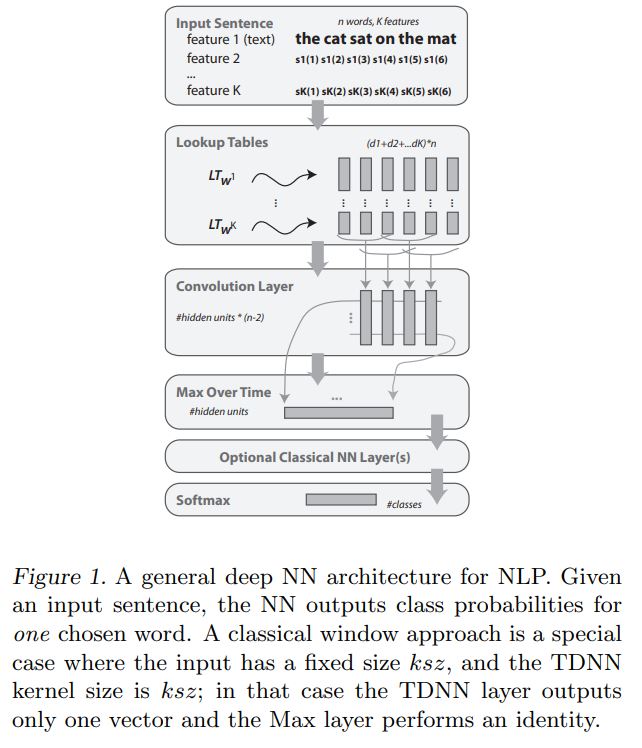 Input Sentence
n words, K features
feature 1 (text) the cat sat on the mat
feature 2 s1(1) s1(2) s1(3) s1(4) s1(5) s1(6)
...
feature K sK(1) sK(2) sK(3) sK(4) sK(5) sK(6)
Lookup Tables
(d1+d2+...dK)*n
LTW1
...
LTWK
Convolution Layer
#hidden units * (n-2)
Max Over Time
...
#hidden units
Optional Classical NN Layer(s)
Softmax
#classes
Figure 1. A general deep NN architecture for NLP. Given
an input sentence, the NN outputs class probabilities for
one chosen word. A classical window approach is a special
case where the input has a fixed size ksz, and the TDNN
kernel size is ksz; in that case the TDNN layer outputs
only one vector and the Max layer performs an identity.